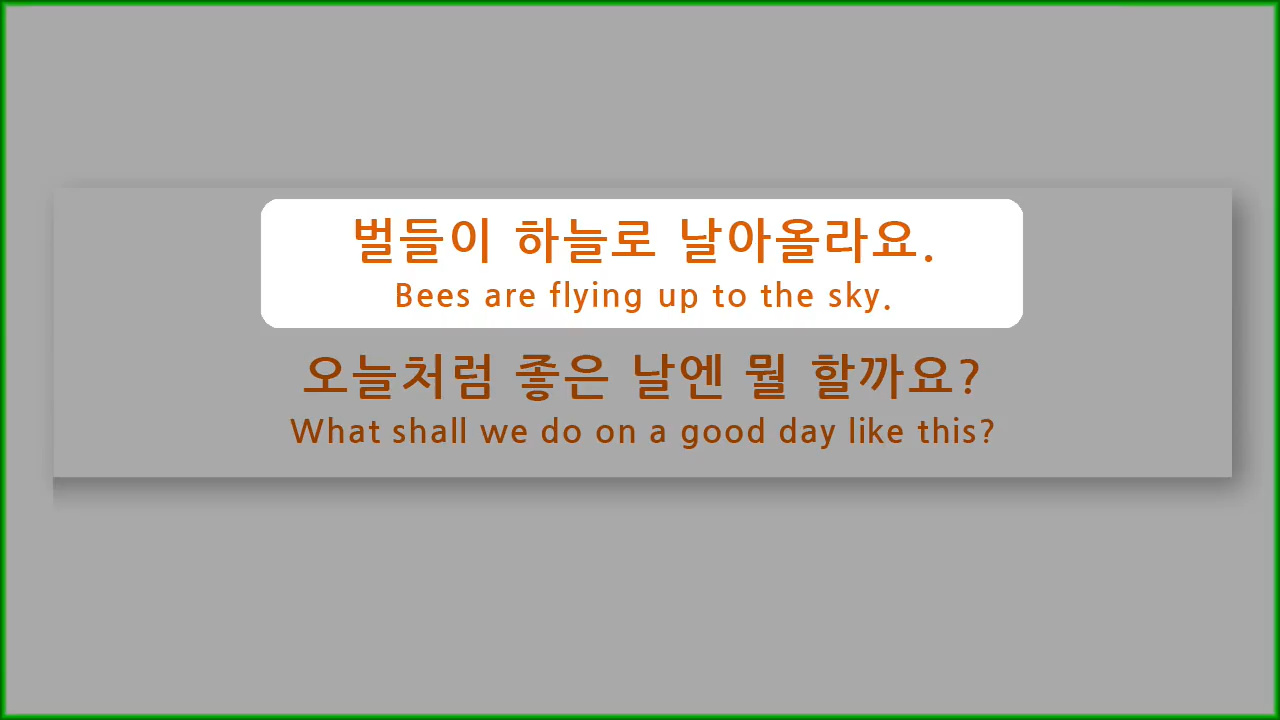 벌들이 하늘로 날아올라요.
Bees are flying up to the sky.
오늘처럼 좋은 날엔 뭘 할까요?
What shall we do on a good day like this?